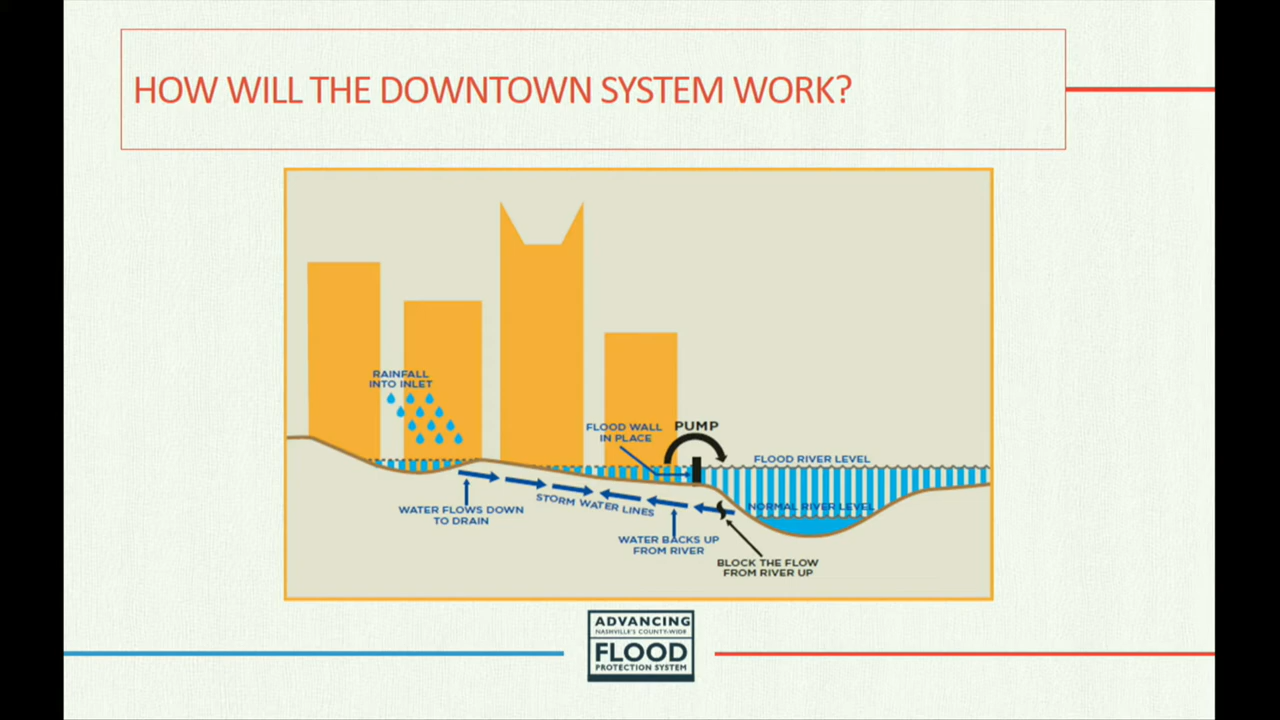 HOW WILL THE DOWNTOWN SYSTEM WORK?
RAINFALL
INTO INLET
FLOOD WALL
IN PLACE
PUMP
FLOOD RIVER LEVEL
NORMAL RIVER LEVEL
STORM WATER LINES
WATER FLOWS DOWN
TO DRAIN
WATER BACKS UP
FROM RIVER
BLOCK THE FLOW
FROM RIVER UP
ADVANCING
NASHVILLE'S COUNTY-WIDE
FLOOD
PROTECTION SYSTEM